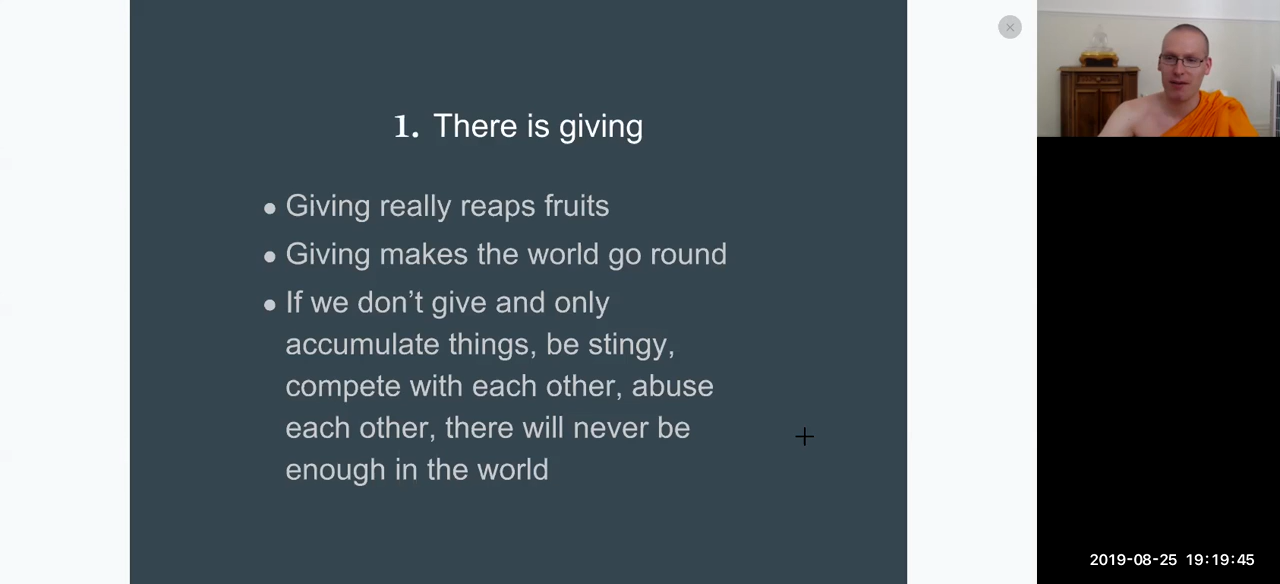 1. There is giving
● Giving really reaps fruits
● Giving makes the world go round
● If we don’t give and only
accumulate things, be stingy,
compete with each other, abuse
each other, there will never be
enough in the world
2019-08-25 19:19:45